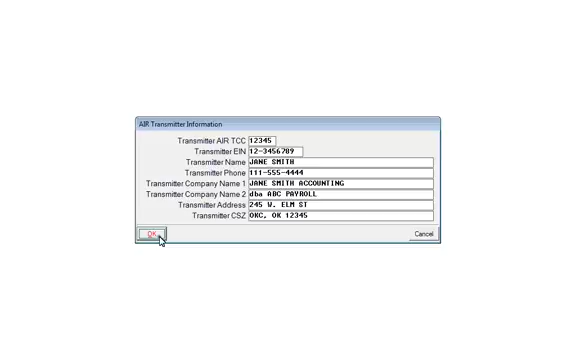 AIR Transmitter Information
Transmitter AIR TCC 12345
Transmitter EIN 12-3456789
Transmitter Name JANE SMITH
Transmitter Phone 111-555-4444
Transmitter Company Name 1 JANE SMITH ACCOUNTING
Transmitter Company Name 2 dba ABC PAYROLL
Transmitter Address 245 W. ELM ST
Transmitter CSZ OKC, OK 12345
OK Cancel